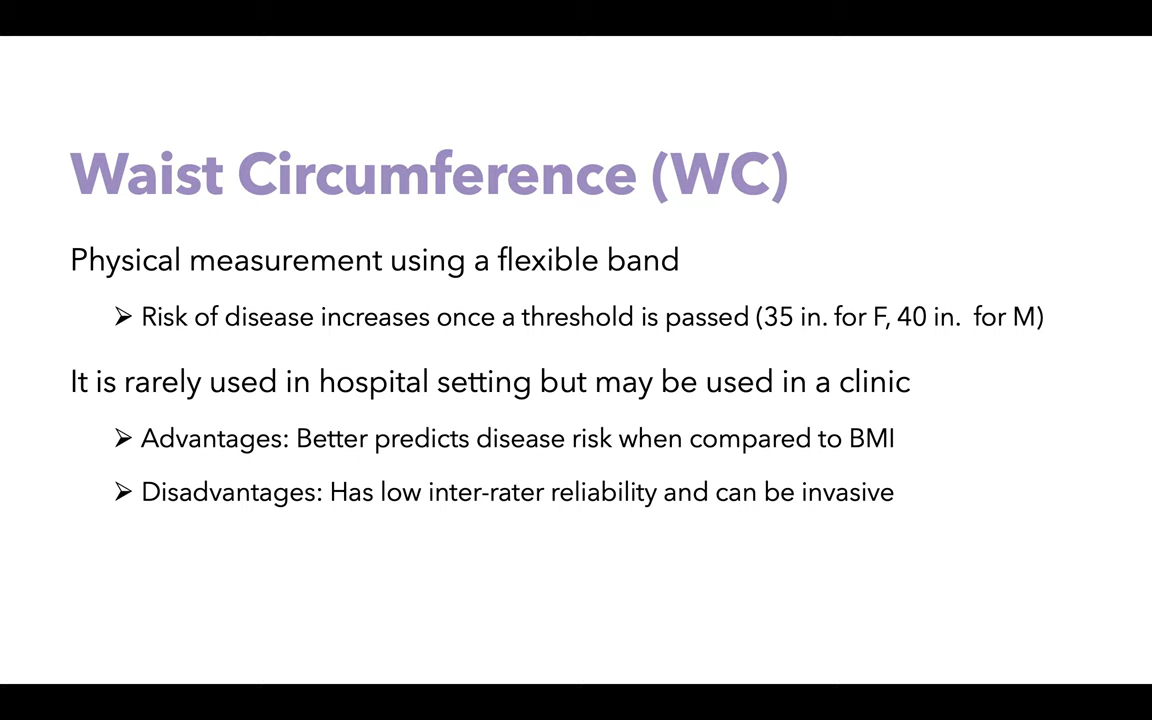 Waist Circumference (WC)
Physical measurement using a flexible band
➢ Risk of disease increases once a threshold is passed (35 in. for F, 40 in.  for M)
It is rarely used in hospital setting but may be used in a clinic
➢ Advantages: Better predicts disease risk when compared to BMI
➢ Disadvantages: Has low inter-rater reliability and can be invasive